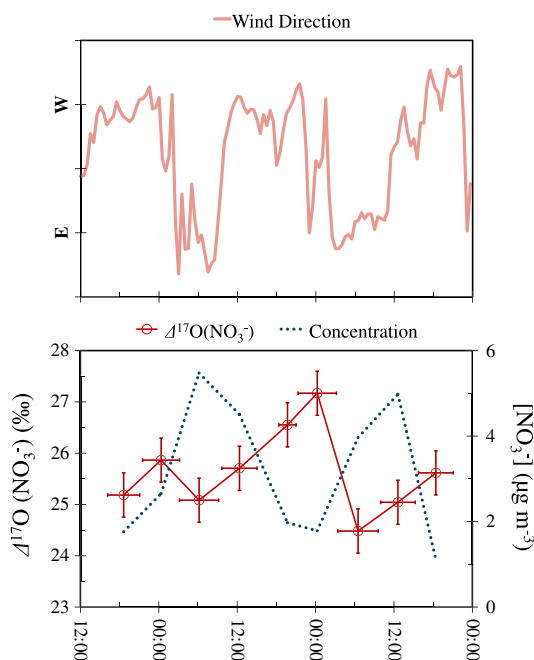 Wind Direction
W
E
Δ¹⁷O(NO₃⁻) Concentration
28
27
26
25
24
23
Δ¹⁷O (NO₃⁻) (‰)
6
4
2
0
[NO₃⁻] (µg m⁻³)
12:00 00:00 12:00 00:00 12:00 00:00